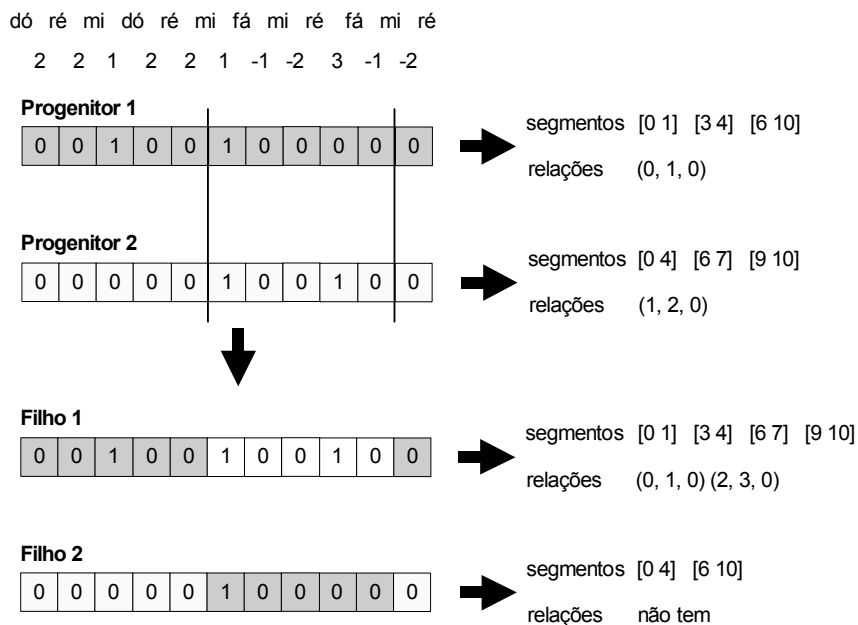 dó ré mi dó ré mi fá mi ré fá mi ré
2 2 1 2 2 1 -1 -2 3 -1 -2
Progenitor 1
0 0 1 0 0 1 0 0 0 0 0
segmentos [0 1] [3 4] [6 10]
relações (0, 1, 0)
Progenitor 2
0 0 0 0 0 1 0 0 1 0 0
segmentos [0 4] [6 7] [9 10]
relações (1, 2, 0)
Filho 1
0 0 1 0 0 1 0 0 1 0 0
segmentos [0 1] [3 4] [6 7] [9 10]
relações (0, 1, 0) (2, 3, 0)
Filho 2
0 0 0 0 0 1 0 0 0 0 0
segmentos [0 4] [6 10]
relações não tem